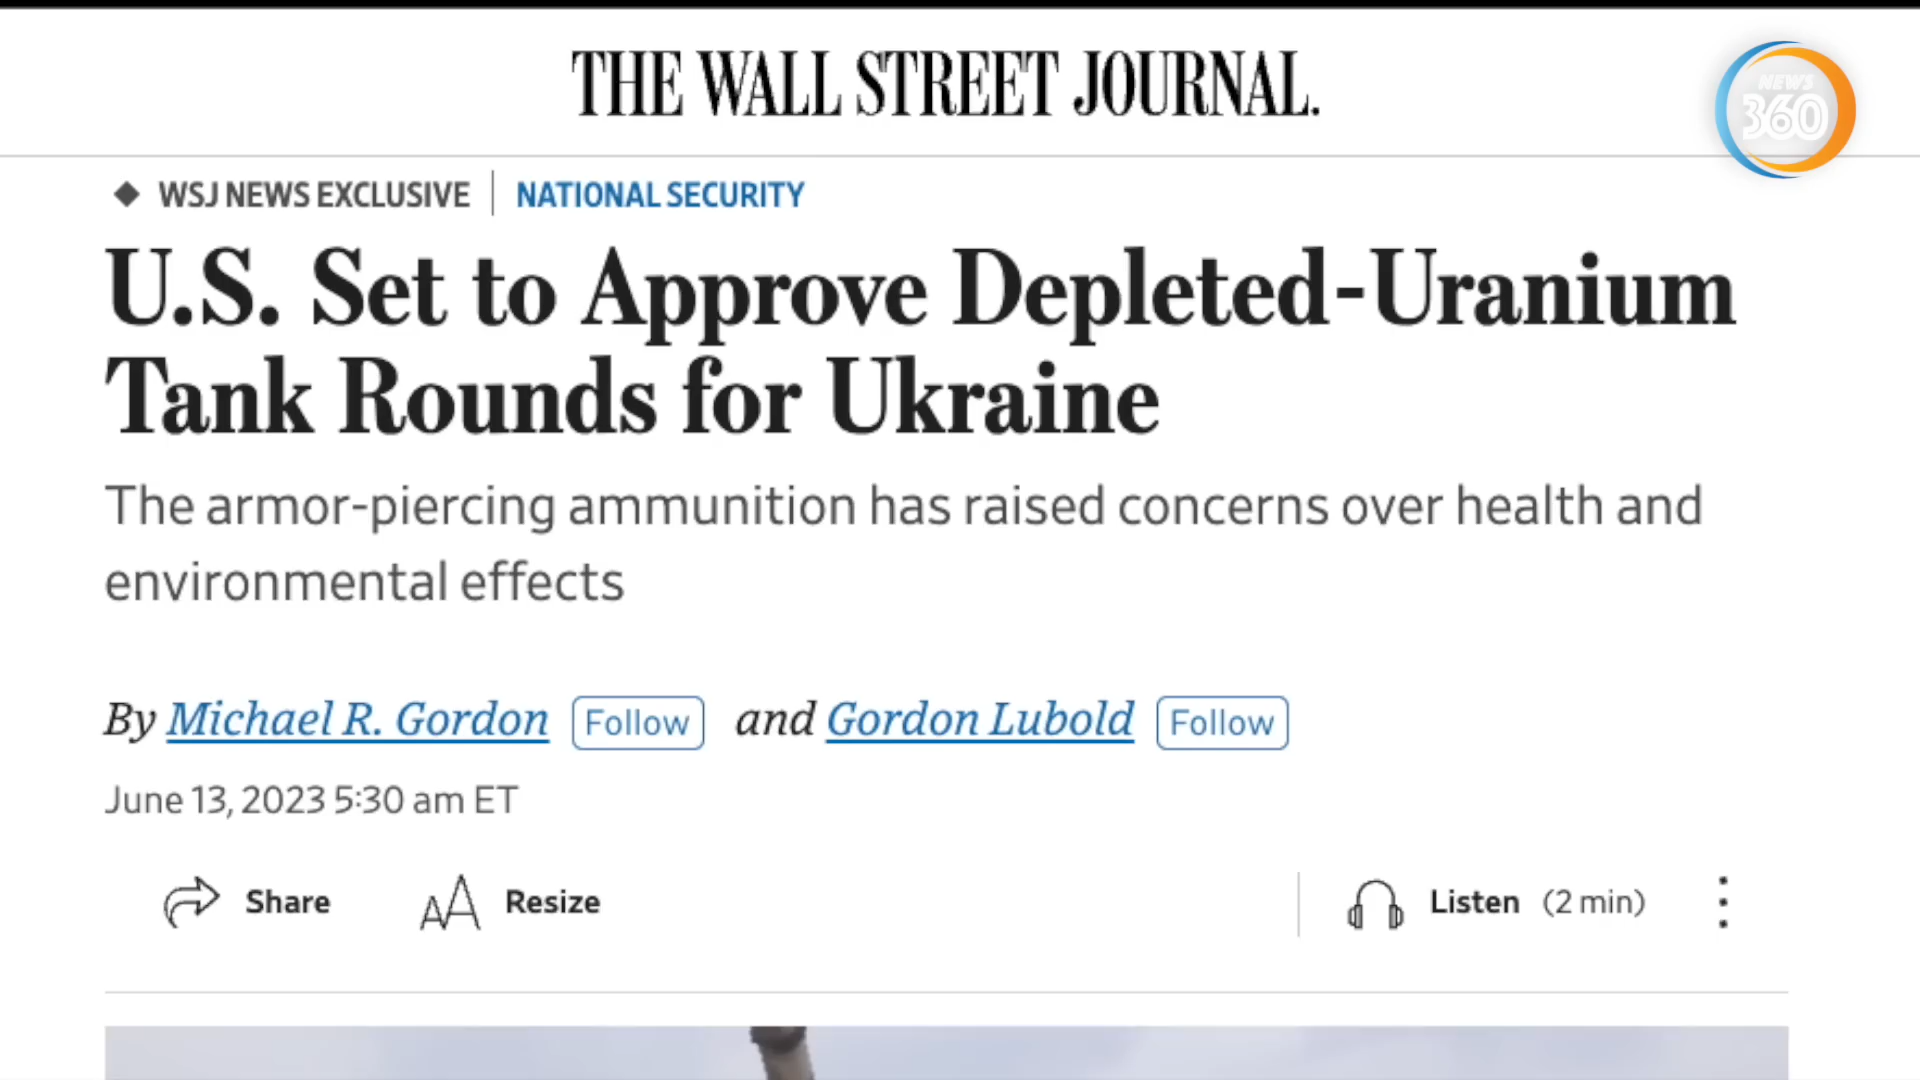 THE WALL STREET JOURNAL.
NEWS
360
WSJ NEWS EXCLUSIVE | NATIONAL SECURITY
U.S. Set to Approve Depleted-Uranium
Tank Rounds for Ukraine
The armor-piercing ammunition has raised concerns over health and
environmental effects
By Michael R. Gordon Follow and Gordon Lubold Follow
June 13, 2023 5:30 am ET
Share AA Resize Listen (2 min)